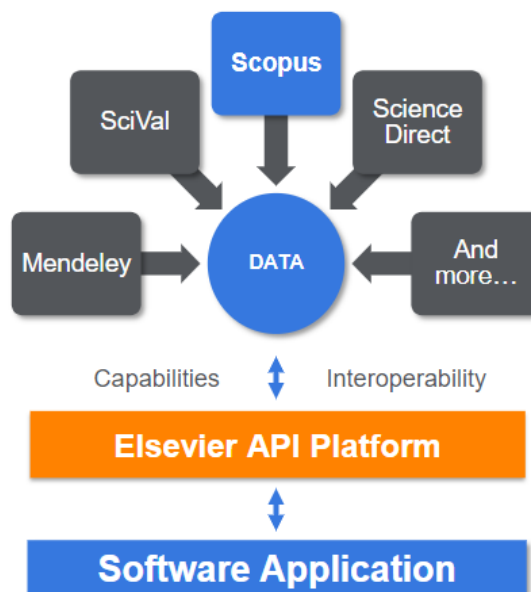 Scopus
SciVal
Science
Direct
Mendeley
DATA
And
more...
Capabilities
Interoperability
Elsevier API Platform
Software Application